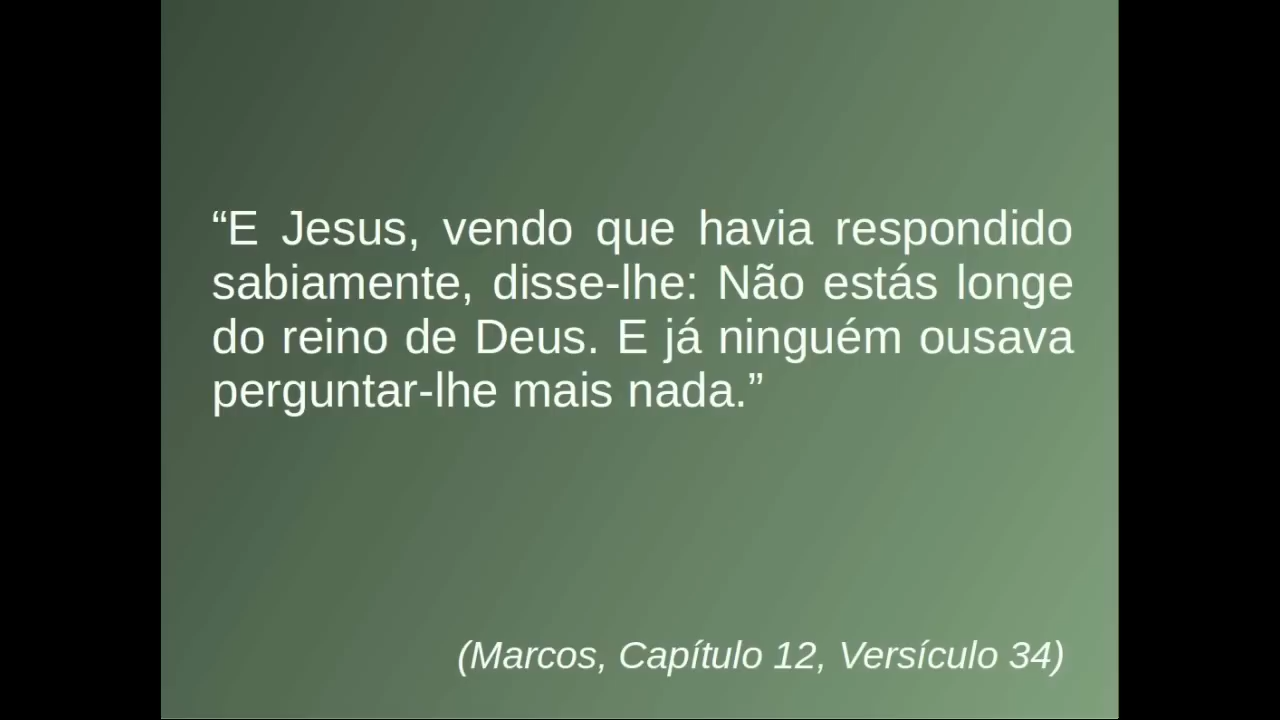 “E Jesus, vendo que havia respondido
sabiamente, disse-lhe: Não estás longe
do reino de Deus. E já ninguém ousava
perguntar-lhe mais nada.”
(Marcos, Capítulo 12, Versículo 34)